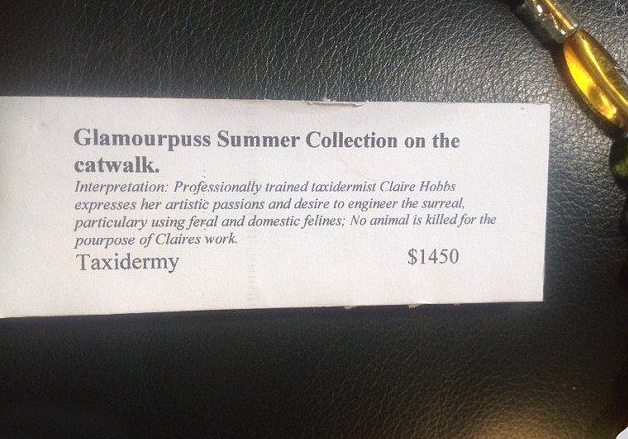 Glamourpuss Summer Collection on the
catwalk.
Interpretation: Professionally trained taxidermist Claire Hobbs
expresses her artistic passions and desire to engineer the surreal,
particulary using feral and domestic felines; No animal is killed for the
pourpose of Claires work.
Taxidermy $1450